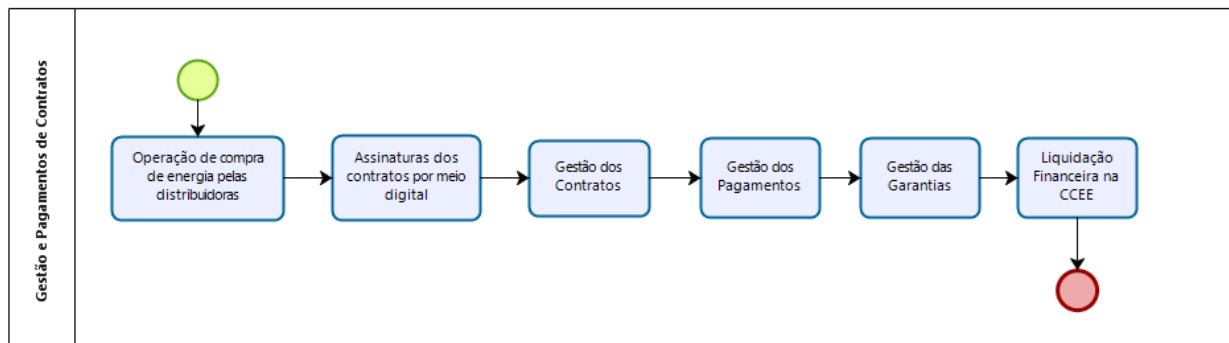 Gestão e Pagamentos de Contratos
Operação de compra
de energia pelas
distribuidoras
Assinaturas dos
contratos por meio
digital
Gestão dos
Contratos
Gestão dos
Pagamentos
Gestão das
Garantias
Liquidação
Financeira na
CCEE